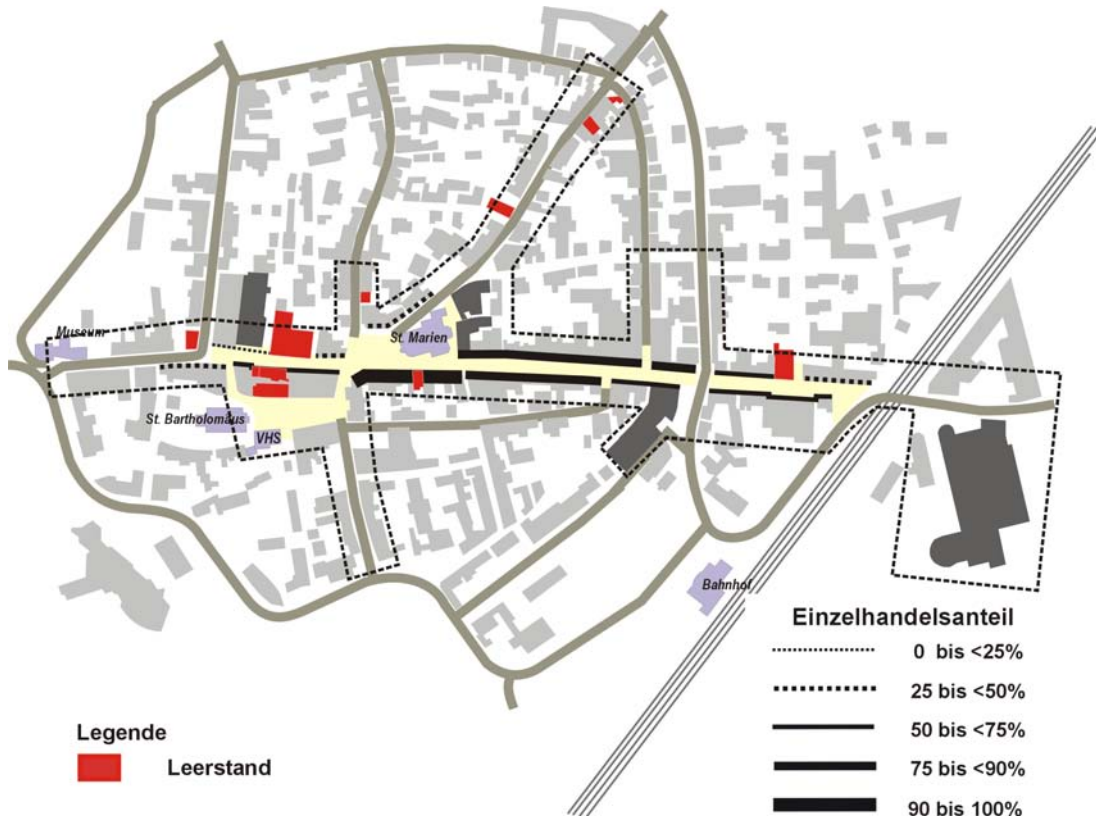 Museum
St. Marien
St. Bartholomäus
VHS
Bahnhof
Einzelhandelsanteil
0 bis <25%
25 bis <50%
50 bis <75%
75 bis <90%
90 bis 100%
Legende
Leerstand